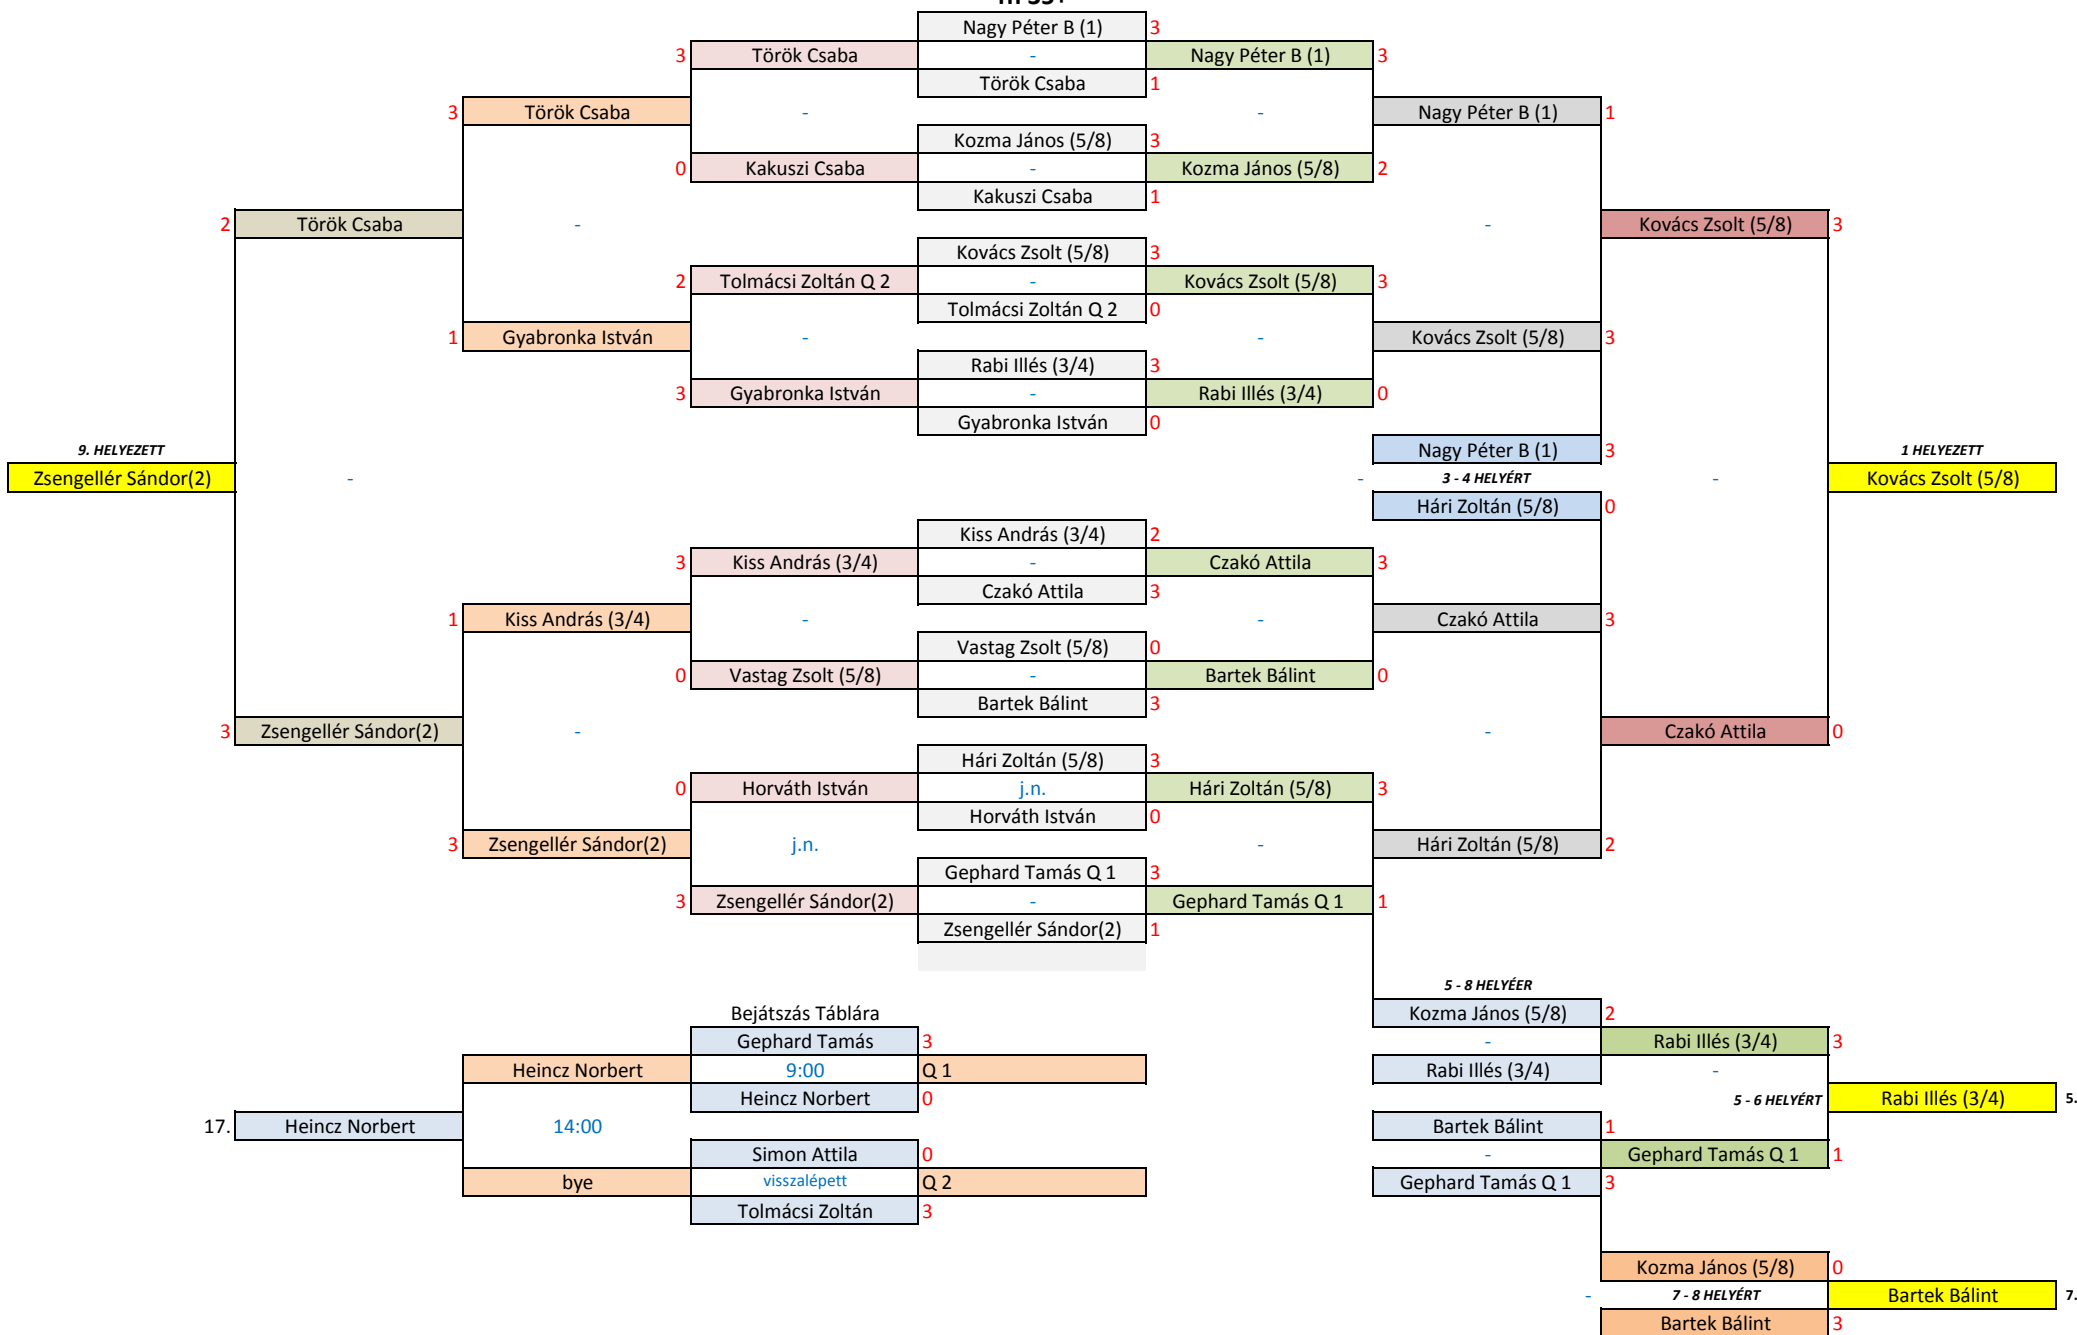 Nagy Péter B (1) 3
3 Török Csaba - Nagy Péter B (1) 3
Török Csaba 1
3 Török Csaba - - Nagy Péter B (1) 1
Kozma János (5/8) 3
0 Kakuszi Csaba - Kozma János (5/8) 2
Kakuszi Csaba 1
2 Török Csaba - - Kovács Zsolt (5/8) 3
Kovács Zsolt (5/8) 3
2 Tolmácsi Zoltán Q 2 - Kovács Zsolt (5/8) 3
Tolmácsi Zoltán Q 2 0
1 Gyabronka István - - Kovács Zsolt (5/8) 3
Rabi Illés (3/4) 3
3 Gyabronka István - Rabi Illés (3/4) 0
Gyabronka István 0
9. HELYEZETT Nagy Péter B (1) 3 1 HELYEZETT
Zsengellér Sándor(2) - - 3 - 4 HELYÉRT - Kovács Zsolt (5/8)
Hári Zoltán (5/8) 0
Kiss András (3/4) 2
3 Kiss András (3/4) - Czakó Attila 3
Czakó Attila 3
1 Kiss András (3/4) - - Czakó Attila 3
Vastag Zsolt (5/8) 0
0 Vastag Zsolt (5/8) - Bartek Bálint 0
Bartek Bálint 3
3 Zsengellér Sándor(2) - - Czakó Attila 0
Hári Zoltán (5/8) 3
0 Horváth István j.n. Hári Zoltán (5/8) 3
Horváth István 0
3 Zsengellér Sándor(2) j.n. - Hári Zoltán (5/8) 2
Gephard Tamás Q 1 3
3 Zsengellér Sándor(2) - Gephard Tamás Q 1 1
Zsengellér Sándor(2) 1
5 - 8 HELYÉER
Bejátszás Táblára Kozma János (5/8) 2
Gephard Tamás 3 - Rabi Illés (3/4) 3
Heincz Norbert 9:00 Q 1 Rabi Illés (3/4) -
Heincz Norbert 0 5 - 6 HELYÉRT Rabi Illés (3/4) 5.
17. Heincz Norbert 14:00 Bartek Bálint 1
Simon Attila 0 - Gephard Tamás Q 1 1
bye visszalépett Q 2 Gephard Tamás Q 1 3
Tolmácsi Zoltán 3
Kozma János (5/8) 0
- 7 - 8 HELYÉRT Bartek Bálint 7.
Bartek Bálint 3